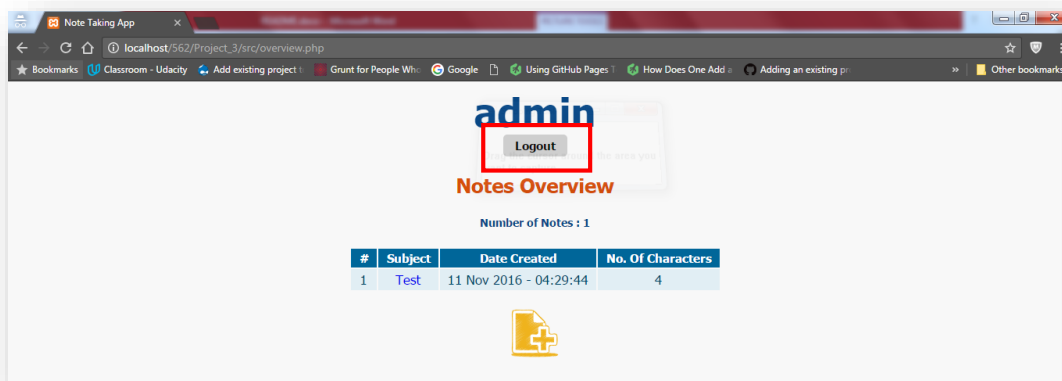 Note Taking App
localhost/562/Project_3/src/overview.php
Bookmarks Classroom - Udacity Add existing project t Grunt for People Who Google Using GitHub Pages How Does One Add a Adding an existing pr » Other bookmarks
admin
Logout
Notes Overview
Number of Notes : 1
# Subject Date Created No. Of Characters
1 Test 11 Nov 2016 - 04:29:44 4